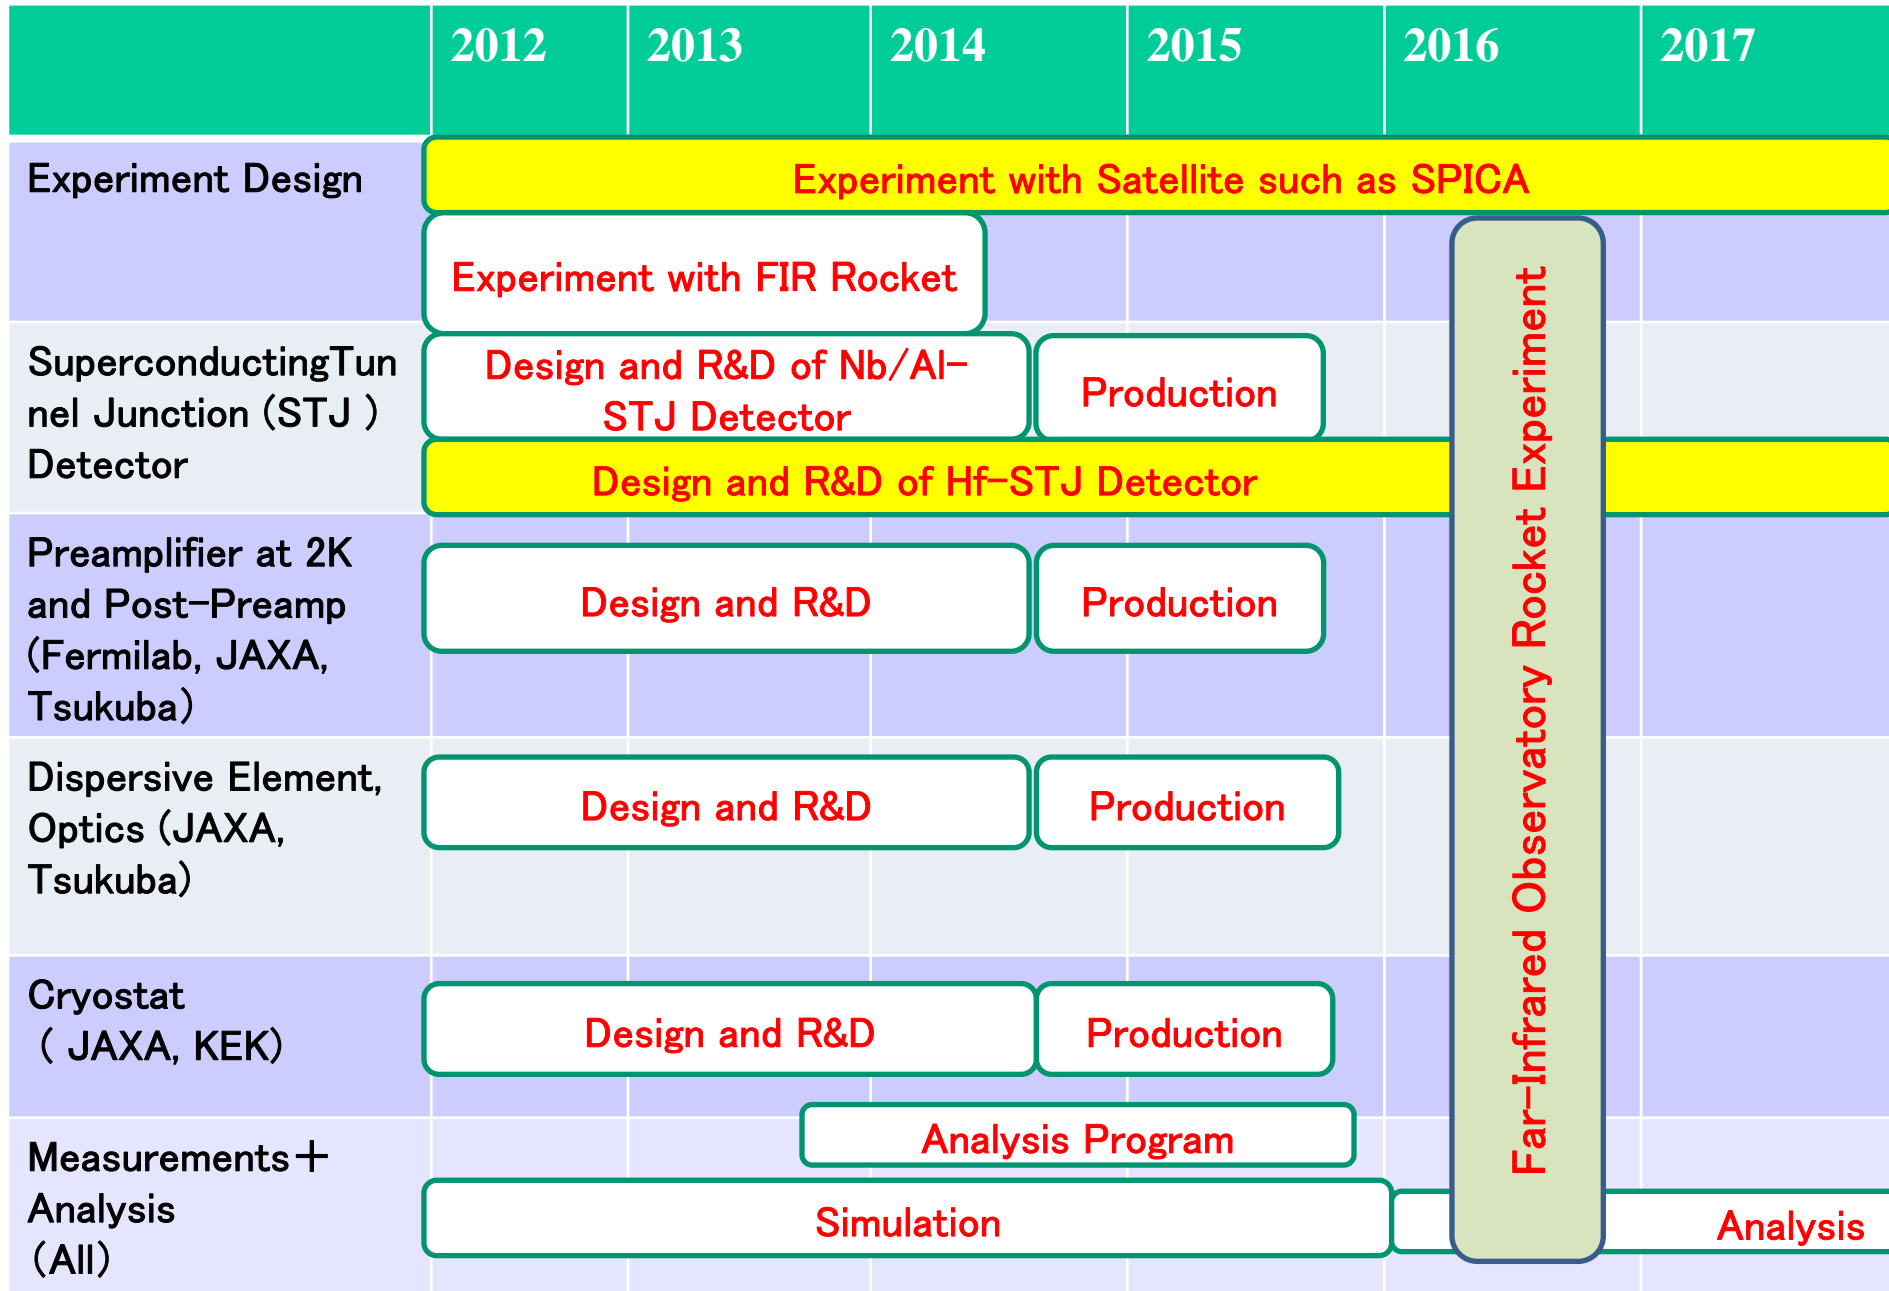 2012 2013 2014 2015 2016 2017
Experiment Design
Experiment with Satellite such as SPICA
Experiment with FIR Rocket
SuperconductingTun
nel Junction (STJ )
Detector
Design and R&D of Nb/Al-
STJ Detector
Production
Design and R&D of Hf-STJ Detector
Preamplifier at 2K
and Post-Preamp
(Fermilab, JAXA,
Tsukuba)
Design and R&D
Production
Dispersive Element,
Optics (JAXA,
Tsukuba)
Design and R&D
Production
Cryostat
( JAXA, KEK)
Design and R&D
Production
Measurements+
Analysis
(All)
Analysis Program
Simulation
Analysis
Far-Infrared Observatory Rocket Experiment